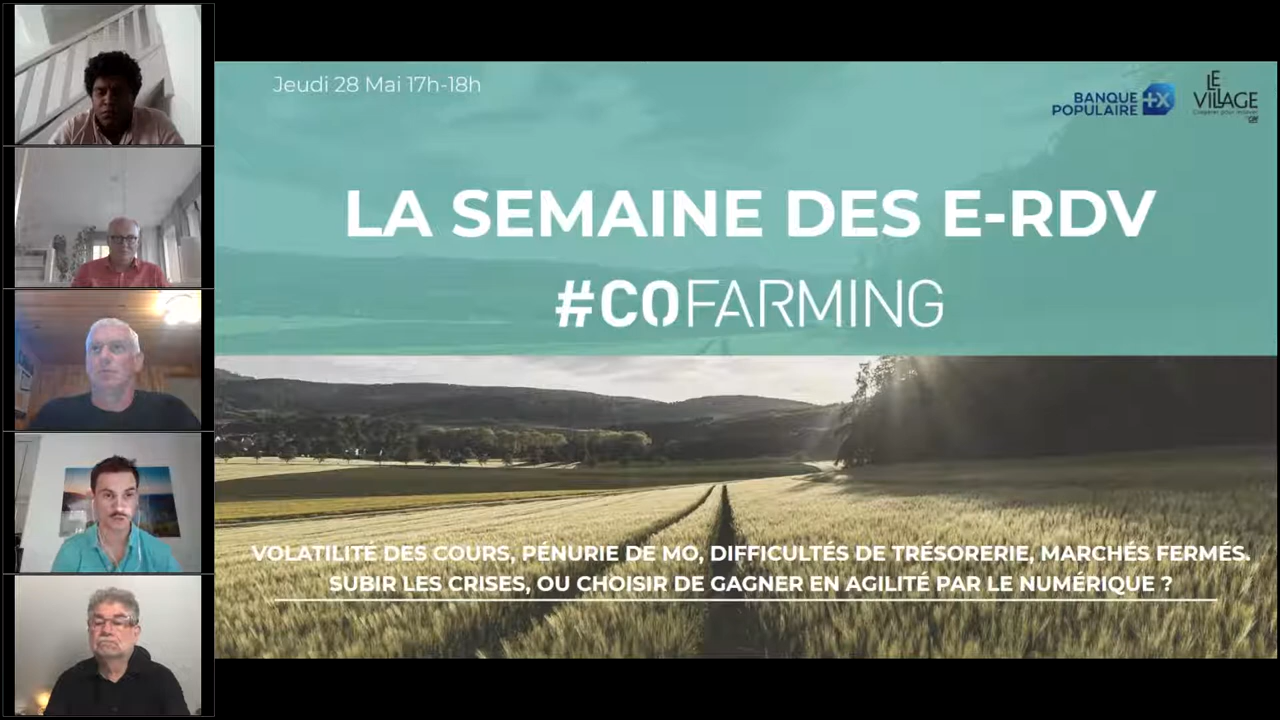 Jeudi 28 Mai 17h-18h
BANQUE
POPULAIRE
LE
VILLAGE
LA SEMAINE DES E-RDV
#COFARMING
VOLATILITÉ DES COURS, PÉNURIE DE MO, DIFFICULTÉS DE TRÉSORERIE, MARCHÉS FERMÉS.
SUBIR LES CRISES, OU CHOISIR DE GAGNER EN AGILITÉ PAR LE NUMÉRIQUE ?